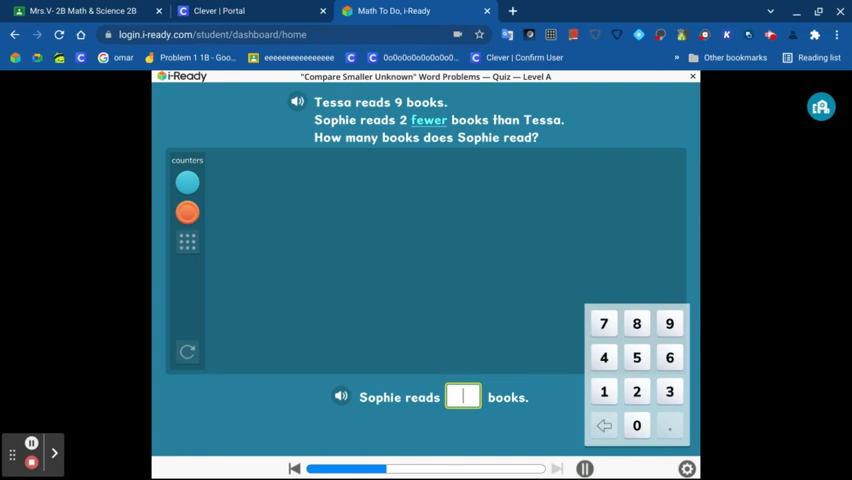 Mrs.V- 2B Math & Science 2B
Clever | Portal
Math To Do, i-Ready
login.i-ready.com/student/dashboard/home
omar
Problem 1 1B - Goo...
eeeeeeeeeeeeeeee
0o0o0o0o0o0o0...
Clever | Confirm User
»
Other bookmarks
Reading list
i-Ready
"Compare Smaller Unknown" Word Problems — Quiz — Level A
Tessa reads 9 books.
Sophie reads 2 fewer books than Tessa.
How many books does Sophie read?
counters
7 8 9
4 5 6
1 2 3
0 .
Sophie reads books.